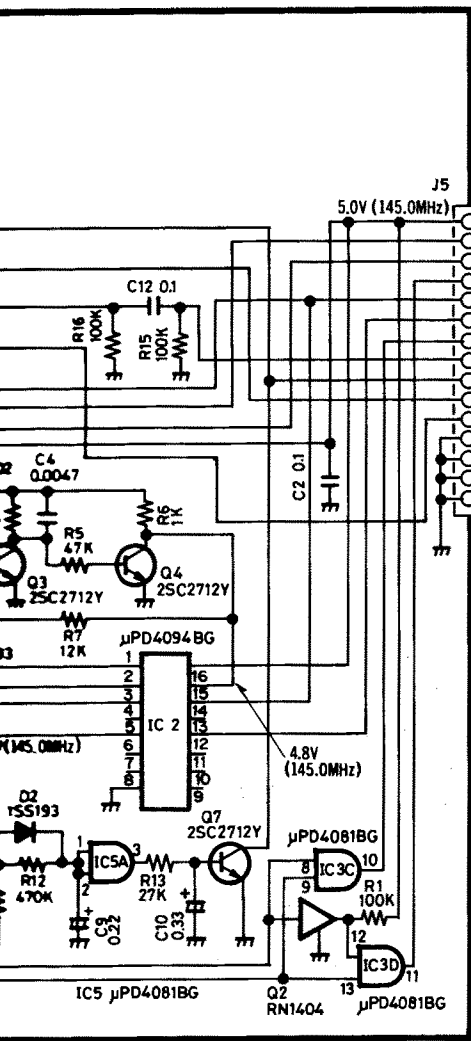 J5
5.0V (145.0MHz)
C12 0.1
R16
100K
R15
100K
C4
0.0047
C2 0.1
R6
1K
R5
47K
Q3
2SC2712Y
Q4
2SC2712Y
R7
12K
μPD4094BG
1
2
3
4
5
6
7
8
IC 2
16
15
14
13
12
11
10
9
4.8V
(145.0MHz)
(145.0MHz)
D2
1SS193
R12
470K
1
2
IC5A
3
C9
0.22
R13
27K
C10
0.33
Q7
2SC2712Y
μPD4081BG
8
9
IC3C
10
R1
100K
12
13
IC3D
11
μPD4081BG
Q2
RN1404
IC5 μPD4081BG